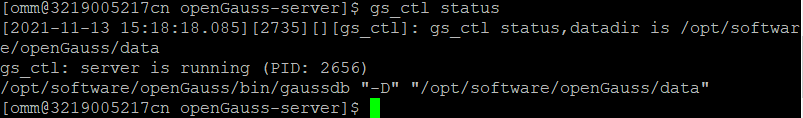 [omm@3219005217cn openGauss-server]$ gs_ctl status
[2021-11-13 15:18:18.085][2735][][gs_ctl]: gs_ctl status,datadir is /opt/softwar
e/openGauss/data
gs_ctl: server is running (PID: 2656)
/opt/software/openGauss/bin/gaussdb "-D" "/opt/software/openGauss/data"
[omm@3219005217cn openGauss-server]$